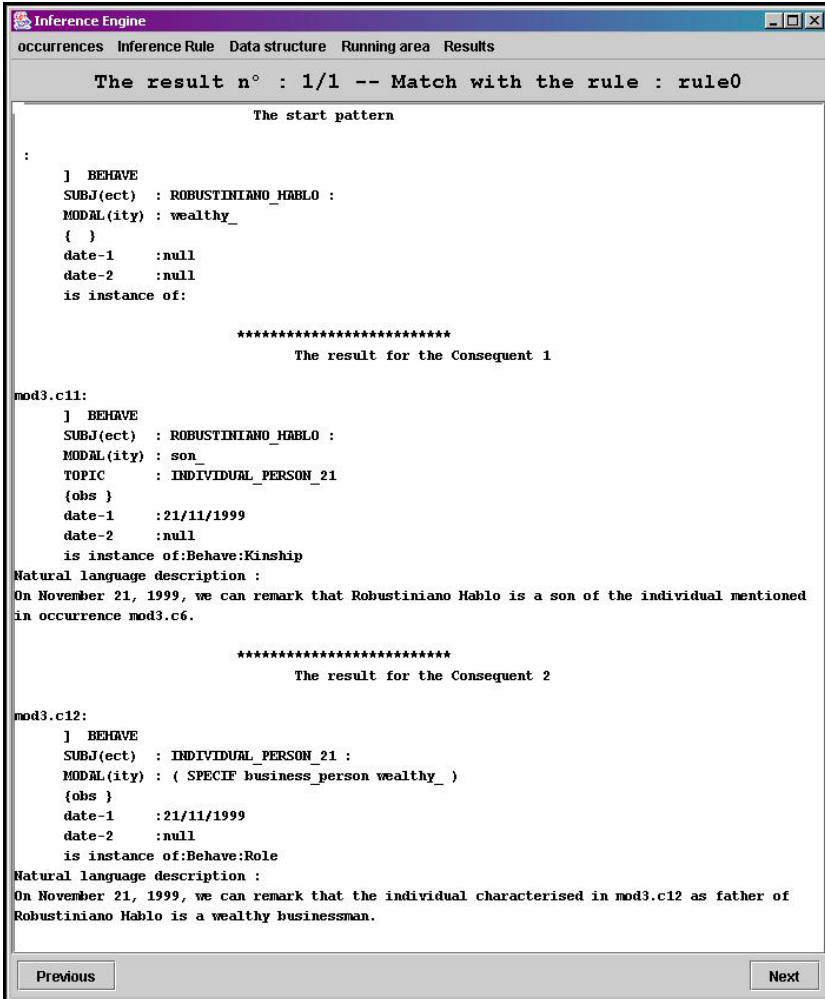 Inference Engine
occurrences Inference Rule Data structure Running area Results
The result n° : 1/1 -- Match with the rule : rule0
The start pattern
:
] BEHAVE
SUBJ(ect) : ROBUSTINIANO_HABLO :
MODAL(ity) : wealthy_
{ }
date-1 :null
date-2 :null
is instance of:
**************************
The result for the Consequent 1
mod3.c11:
] BEHAVE
SUBJ(ect) : ROBUSTINIANO_HABLO :
MODAL(ity) : son_
TOPIC : INDIVIDUAL_PERSON_21
{obs }
date-1 :21/11/1999
date-2 :null
is instance of:Behave:Kinship
Natural language description :
On November 21, 1999, we can remark that Robustiniano Hablo is a son of the individual mentioned
in occurrence mod3.c6.
**************************
The result for the Consequent 2
mod3.c12:
] BEHAVE
SUBJ(ect) : INDIVIDUAL_PERSON_21 :
MODAL(ity) : ( SPECIF business_person wealthy_ )
{obs }
date-1 :21/11/1999
date-2 :null
is instance of:Behave:Role
Natural language description :
On November 21, 1999, we can remark that the individual characterised in mod3.c12 as father of
Robustiniano Hablo is a wealthy businessman.
Previous Next